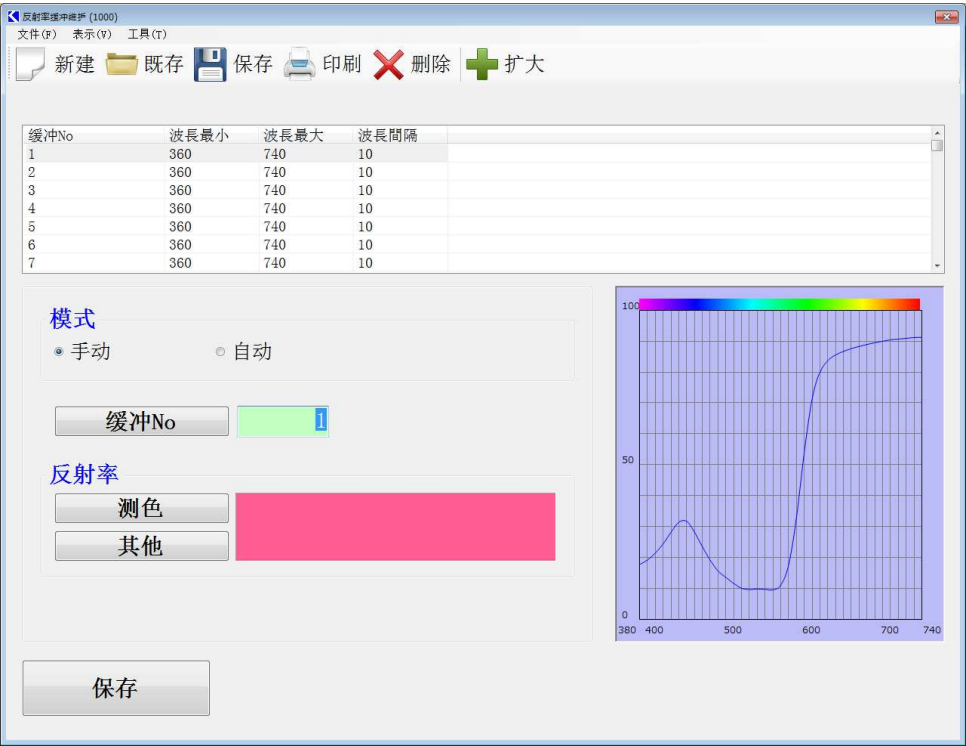 反射率缓冲维护 (1000)
文件(F) 表示(V) 工具(T)
新建 既存 保存 印刷 删除 扩大
缓冲No 波長最小 波長最大 波長間隔
1 360 740 10
2 360 740 10
3 360 740 10
4 360 740 10
5 360 740 10
6 360 740 10
7 360 740 10
模式
手动 自动
缓冲No 1
反射率
测色
其他
100
50
0
380 400 500 600 700 740
保存